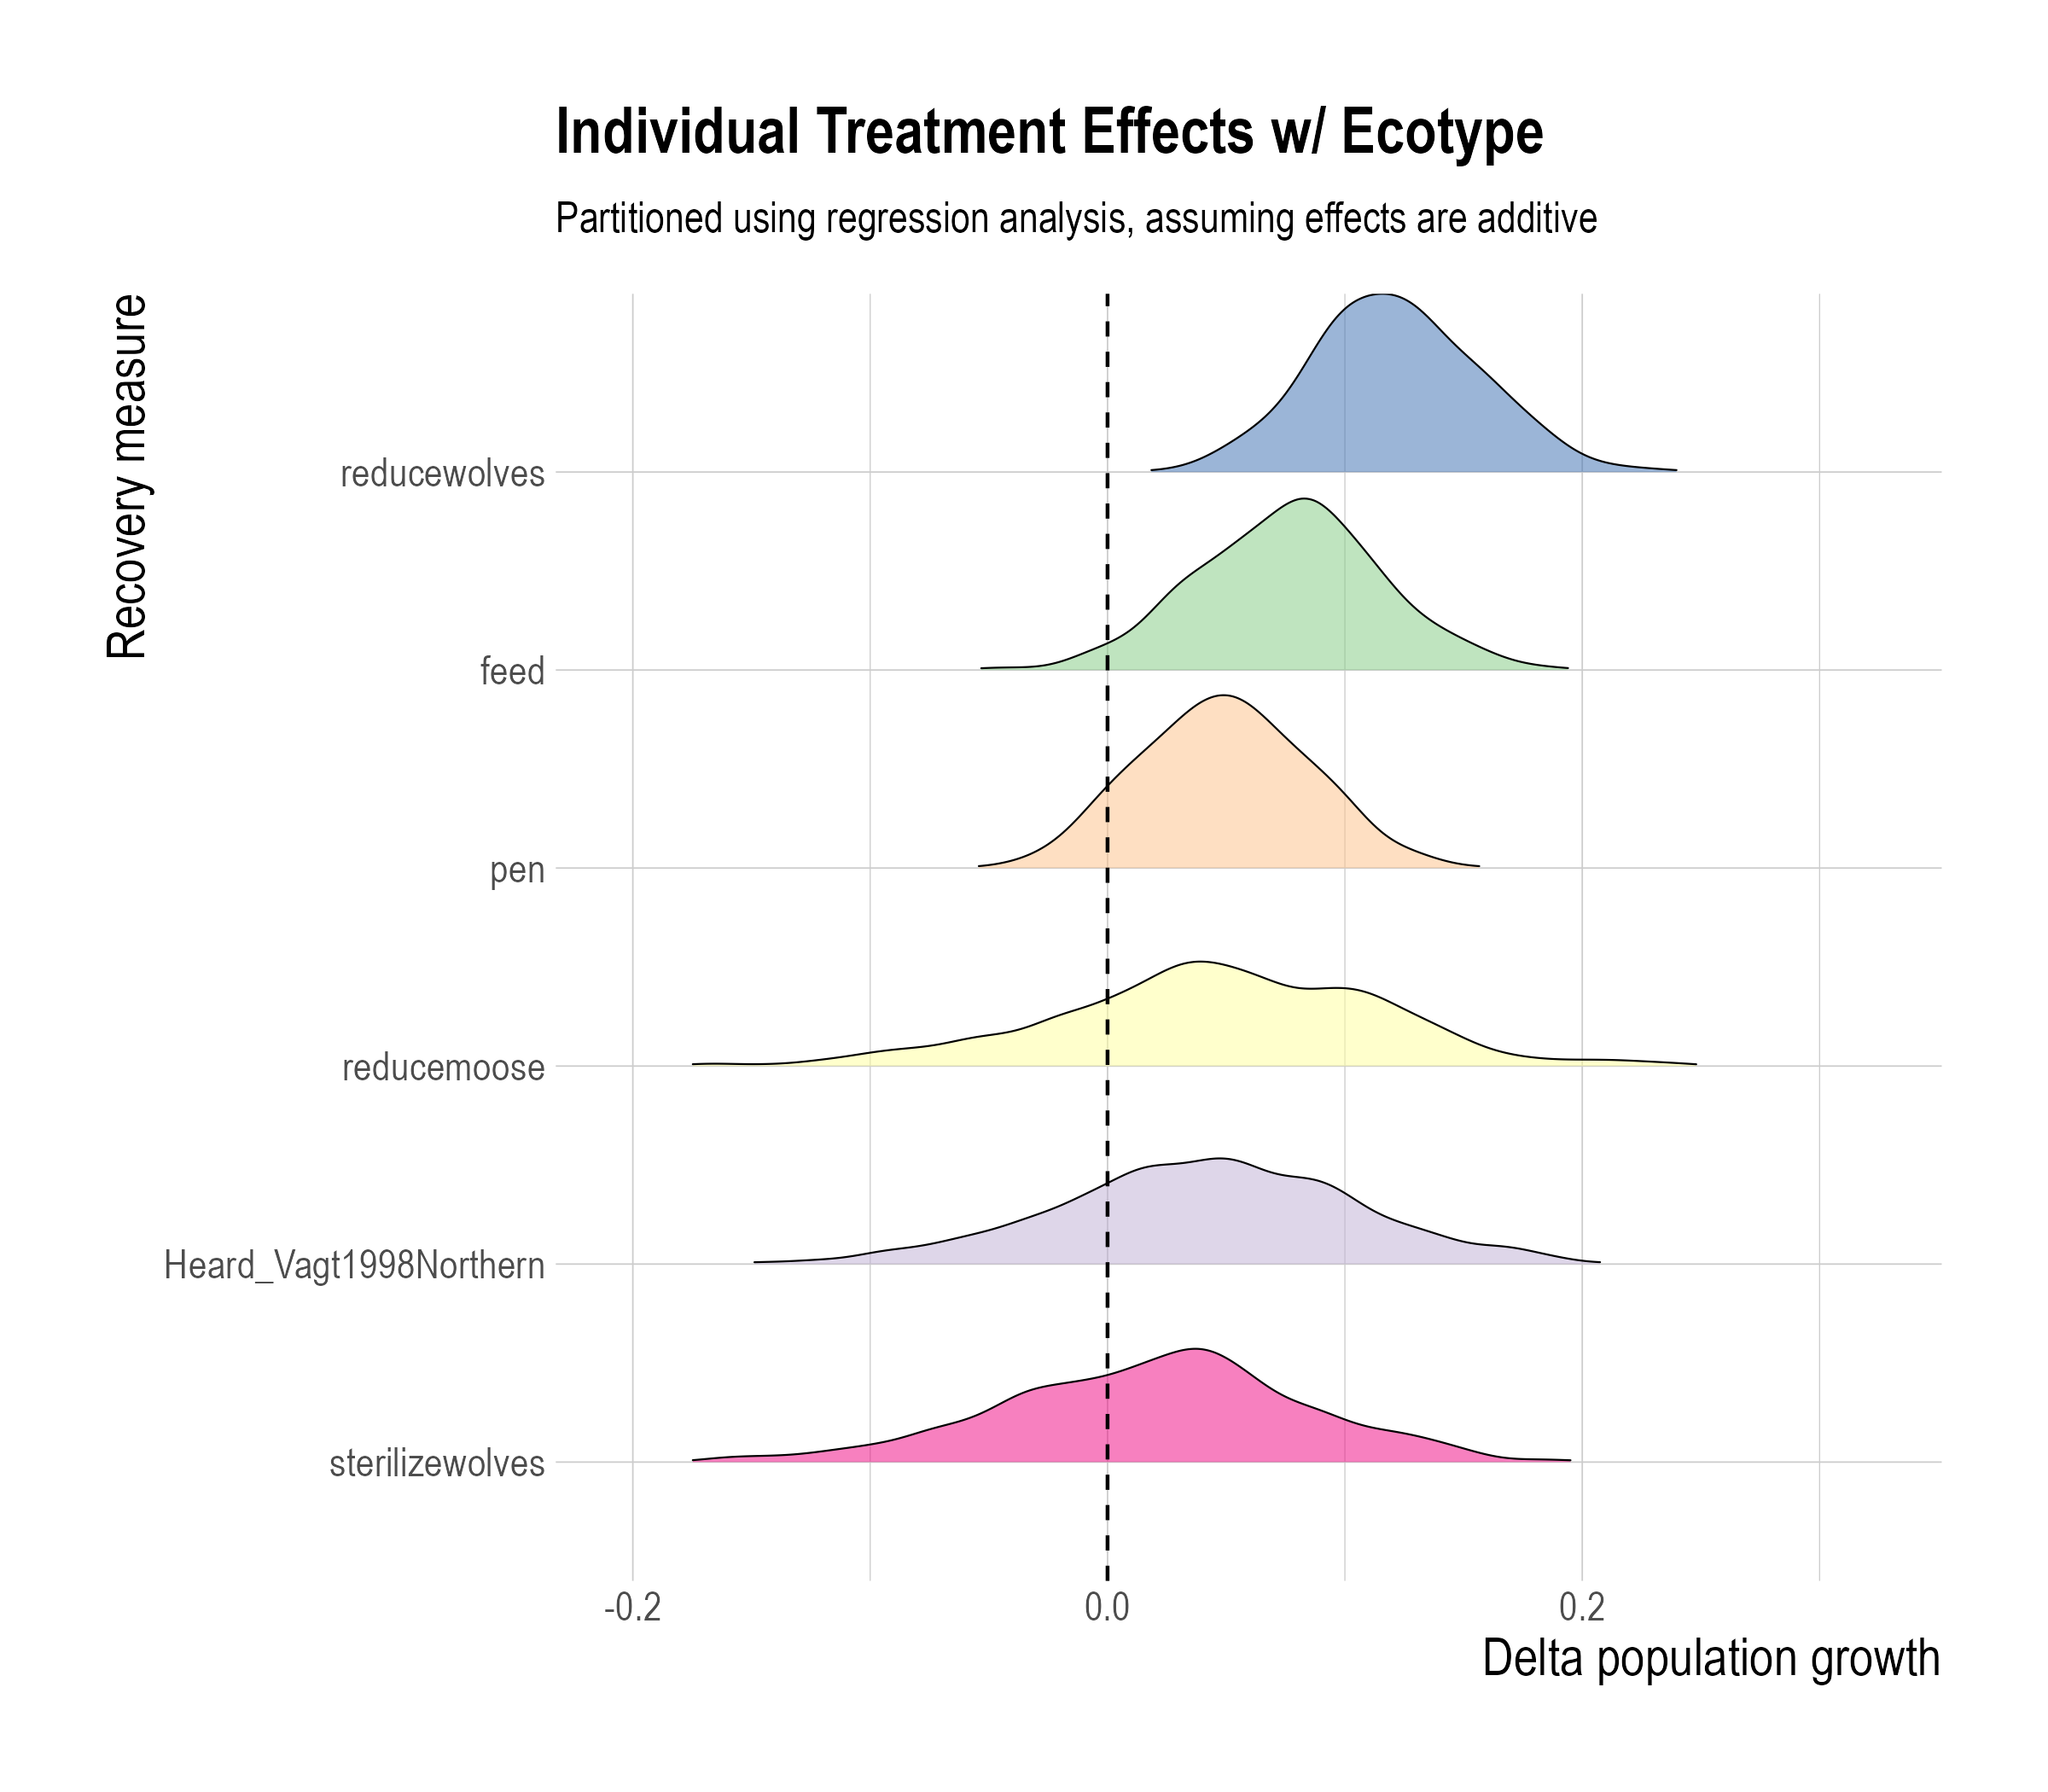 Individual Treatment Effects w/ Ecotype
Partitioned using regression analysis, assuming effects are additive
Recovery measure
reducewolves
feed
pen
reducemoose
Heard_Vagt1998Northern
sterilizewolves
-0.2 0.0 0.2
Delta population growth